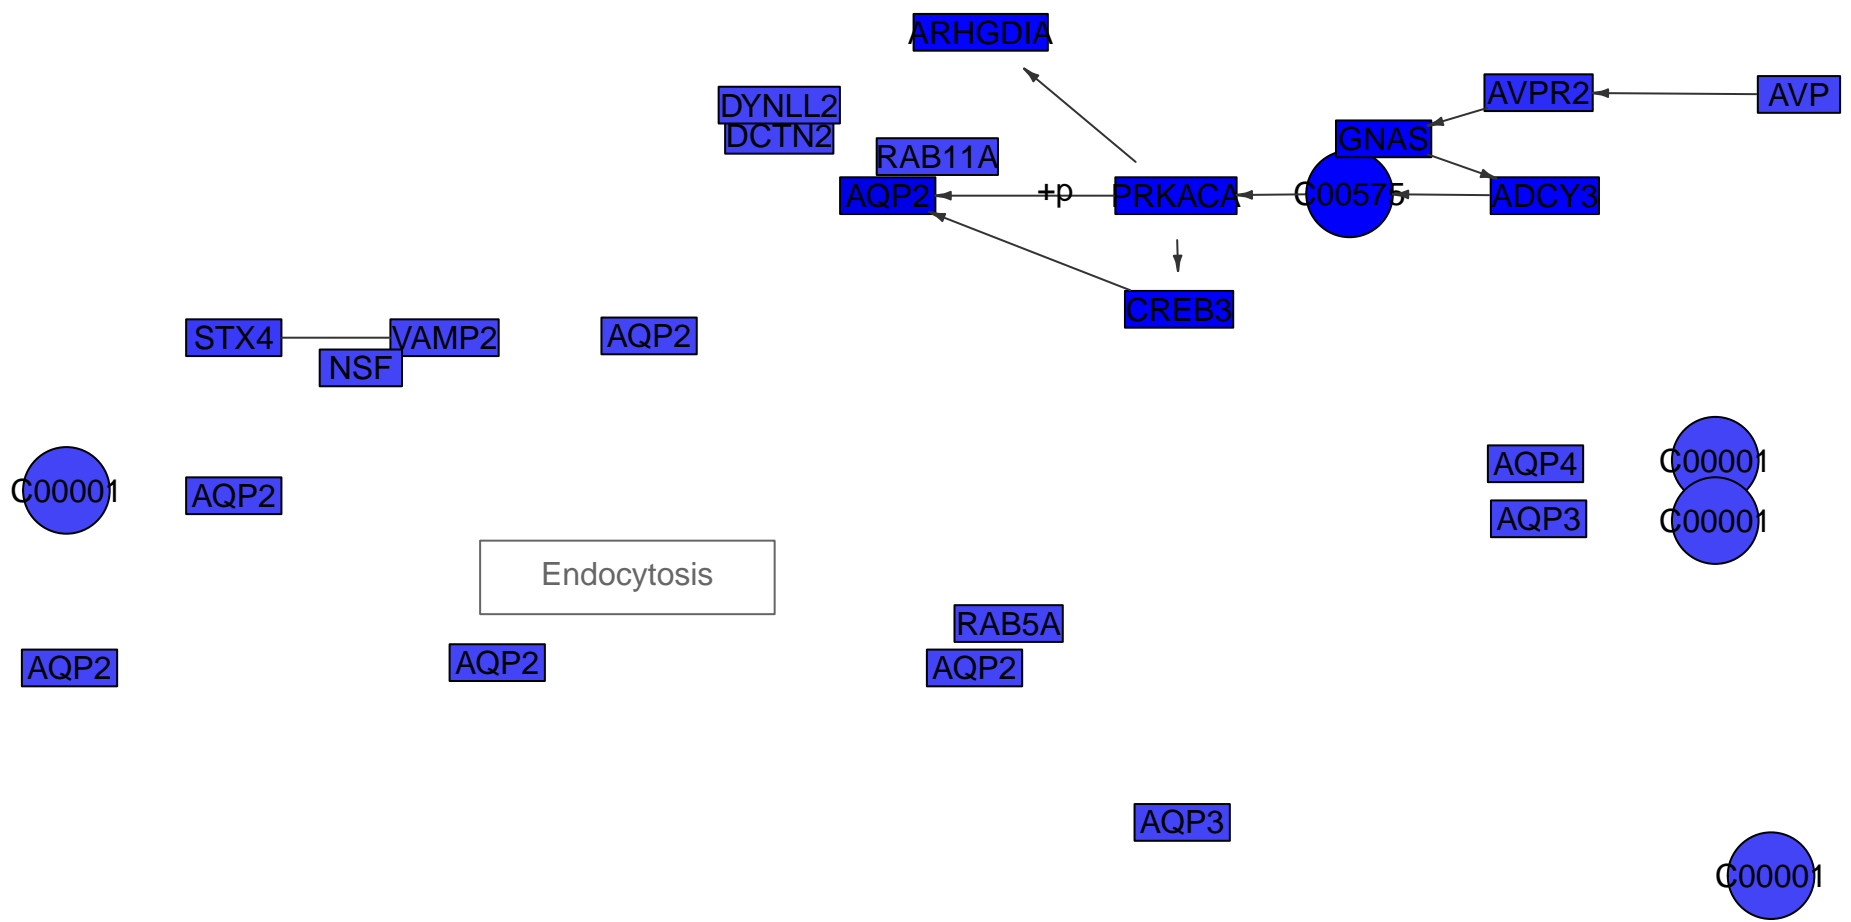 ARHGDIA
DYNLL2
AVPR2
AVP
DCTN2
GNAS
RAB11A
AQP2
+p
PRKACA
C00575
ADCY3
CREB3
STX4
VAMP2
AQP2
NSF
C00001
AQP2
AQP4
C00001
AQP3
C00001
Endocytosis
RAB5A
AQP2
AQP2
AQP2
AQP3
C00001